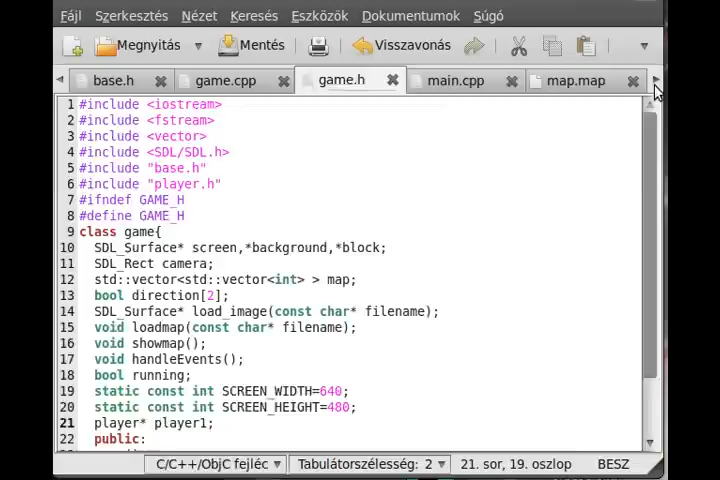 Fájl Szerkesztés Nézet Keresés Eszközök Dokumentumok Súgó
Megnyitás Mentés Visszavonás
base.h game.cpp game.h main.cpp map.map
1 #include <iostream>
2 #include <fstream>
3 #include <vector>
4 #include <SDL/SDL.h>
5 #include "base.h"
6 #include "player.h"
7 #ifndef GAME_H
8 #define GAME_H
9 class game{
10 SDL_Surface* screen,*background,*block;
11 SDL_Rect camera;
12 std::vector<std::vector<int> > map;
13 bool direction[2];
14 SDL_Surface* load_image(const char* filename);
15 void loadmap(const char* filename);
16 void showmap();
17 void handleEvents();
18 bool running;
19 static const int SCREEN_WIDTH=640;
20 static const int SCREEN_HEIGHT=480;
21 player* player1;
22 public:
C/C++/ObjC fejléc Tabulátorszélesség: 2 21. sor, 19. oszlop BESZ